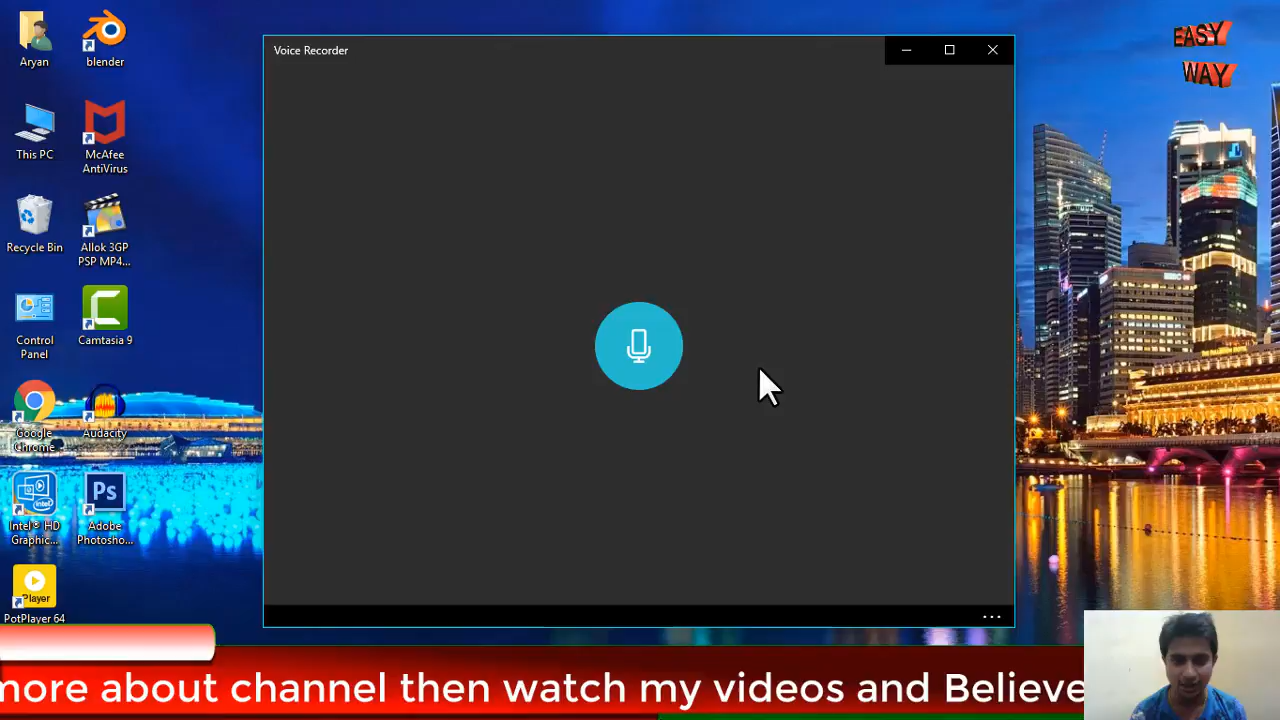 Aryan
blender
This PC
McAfee
AntiVirus
Recycle Bin
Allok 3GP
PSP MP4...
Control
Panel
Camtasia 9
Google
Chrome
Audacity
Intel® HD
Graphic...
Ps
Adobe
Photosho...
Player
PotPlayer 64
Voice Recorder
EASY
WAY
more about channel then watch my videos and Believe